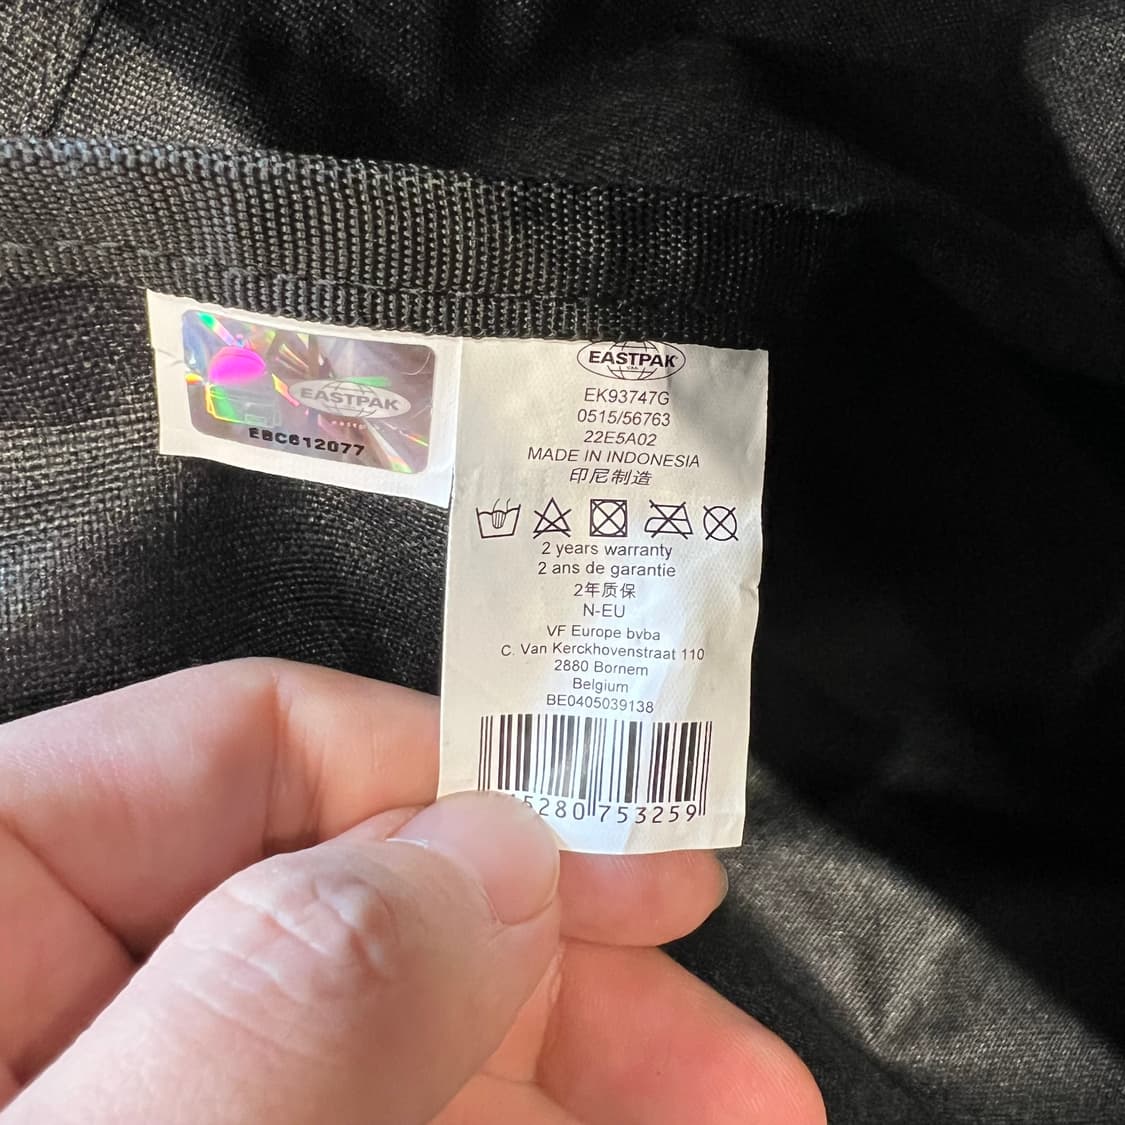 EASTPAK
EBC612077
EASTPAK
USA
EK93747G
0515/56763
22E5A02
MADE IN INDONESIA
印尼制造
2 years warranty
2 ans de garantie
2年质保
N-EU
VF Europe bvba
C. Van Kerckhovenstraat 110
2880 Bornem
Belgium
BE0405039138
5280 753259